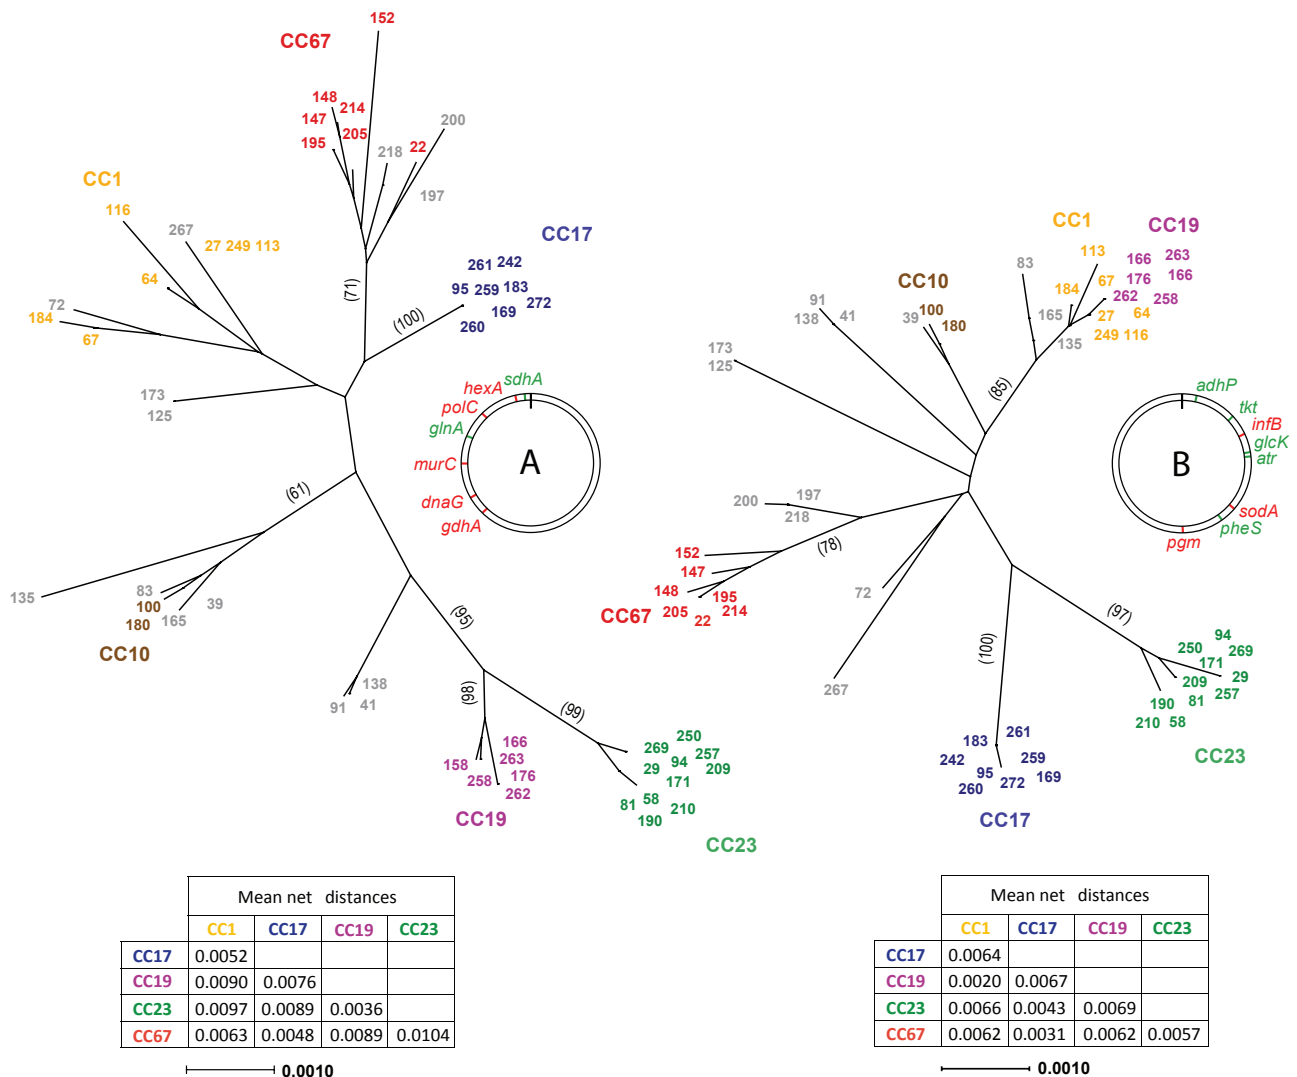 152
CC67
148
214
147
205
195
200
218
22
197
CC1
116
267
27 249 113
64
72
184
67
173
125
(71)
CC17
261 242
95 259 183
272
169
260
(100)
hexA sdhA
polC
glnA
murC
dnaG
gdhA
A
(61)
135
83
100
180
165
39
CC10
(95)
138
91
41
(98)
(99)
166
263
158
258
176
262
CC19
250
269
257
29
94
209
171
81
58
210
190
CC23
Mean net distances
CC1 CC17 CC19 CC23
CC17 0.0052
CC19 0.0090 0.0076
CC23 0.0097 0.0089 0.0036
CC67 0.0063 0.0048 0.0089 0.0104
0.0010
CC1
CC19
113
166
263
83
67
176
166
184
262
258
165
27
64
249 116
135
CC10
100
39
180
91
138
41
173
125
(85)
adhP
tkt
infB
glcK
atr
sodA
pheS
pgm
B
200
197
218
(78)
152
147
148
195
205
22
214
CC67
72
267
(100)
(97)
94
250
269
171
29
209
257
81
190
210
58
CC23
183
261
242
259
95
169
260
272
CC17
Mean net distances
CC1 CC17 CC19 CC23
CC17 0.0064
CC19 0.0020 0.0067
CC23 0.0066 0.0043 0.0069
CC67 0.0062 0.0031 0.0062 0.0057
0.0010